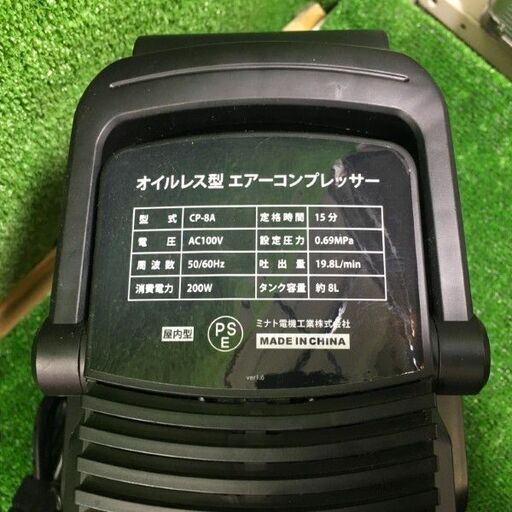 オイルレス型 エアーコンプレッサー
型 式 CP-8A 定格時間 15分
電 圧 AC100V 設定圧力 0.69MPa
周波数 50/60Hz 吐出量 19.8L/min
消費電力 200W タンク容量 約8L
屋内型 PSE ミナト電機工業株式会社
MADE IN CHINA
ver1.6